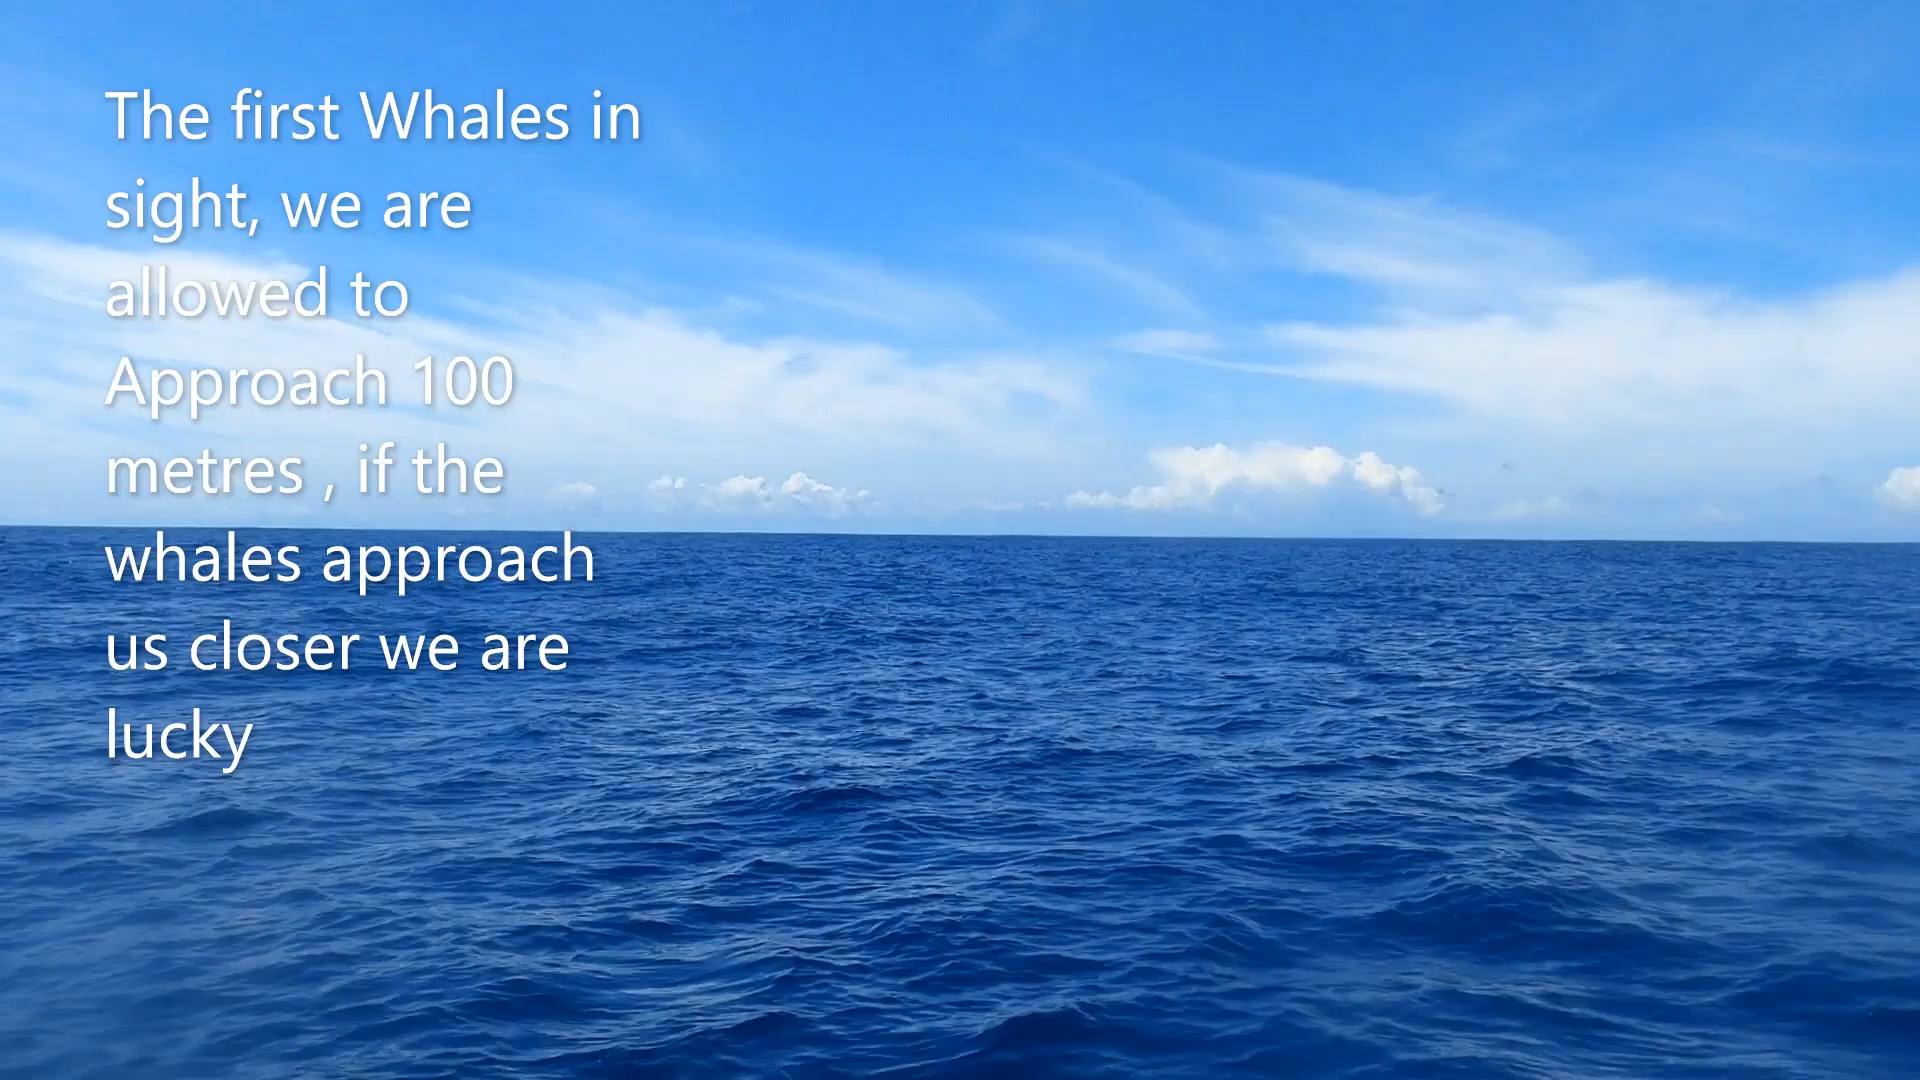 The first Whales in
sight, we are
allowed to
Approach 100
metres , if the
whales approach
us closer we are
lucky